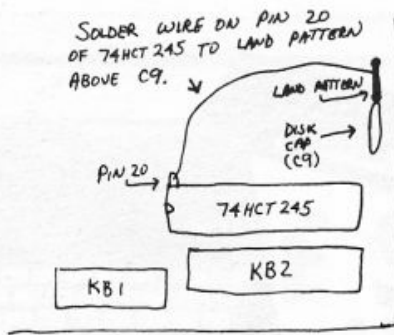 SOLDER WIRE ON PIN 20
OF 74HCT245 TO LAND PATTERN
ABOVE C9.
LAND PATTERN
DISK
CAP
(C9)
PIN 20
74HCT245
KB1
KB2